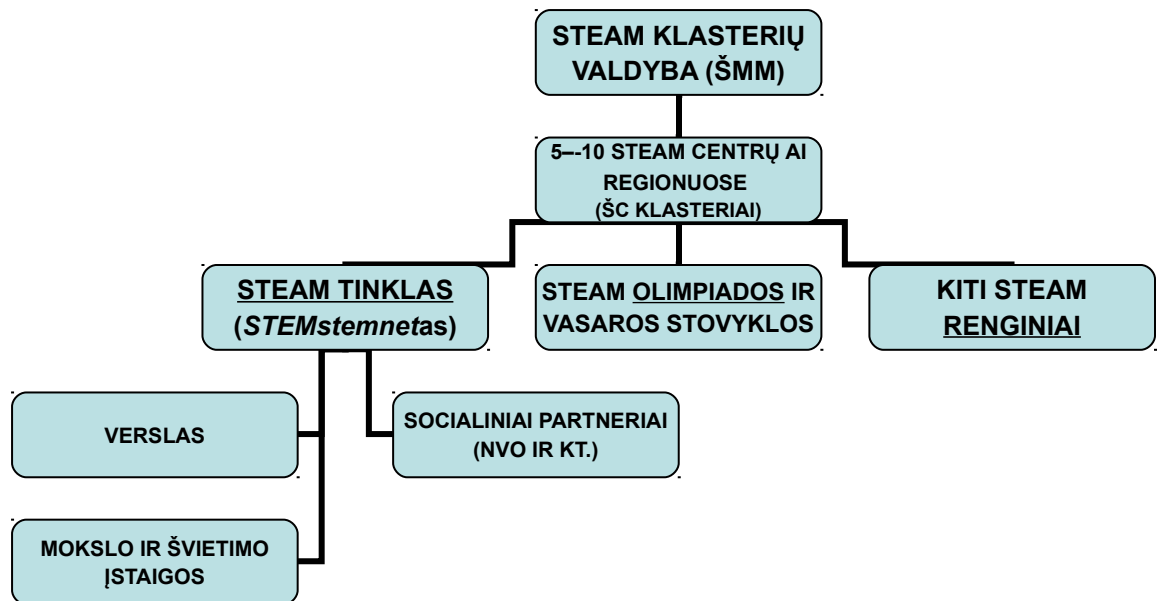 STEAM KLASTERIŲ
VALDYBA (ŠMM)
5–-10 STEAM CENTRŲ AI
REGIONUOSE
(ŠC KLASTERIAI)
STEAM TINKLAS
(STEMstemnetas)
STEAM OLIMPIADOS IR
VASAROS STOVYKLOS
KITI STEAM
RENGINIAI
VERSLAS
SOCIALINIAI PARTNERIAI
(NVO IR KT.)
MOKSLO IR ŠVIETIMO
ĮSTAIGOS